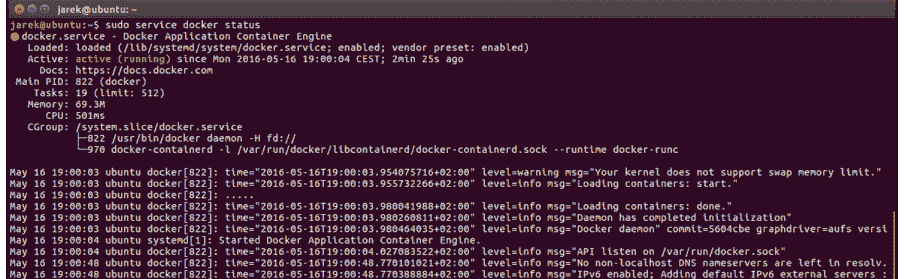 jarek@ubuntu: ~
jarek@ubuntu:~$ sudo service docker status
● docker.service - Docker Application Container Engine
Loaded: loaded (/lib/systemd/system/docker.service; enabled; vendor preset: enabled)
Active: active (running) since Mon 2016-05-16 19:00:04 CEST; 2min 25s ago
Docs: https://docs.docker.com
Main PID: 822 (docker)
Tasks: 19 (limit: 512)
Memory: 69.3M
CPU: 501ms
CGroup: /system.slice/docker.service
├─822 /usr/bin/docker daemon -H fd://
└─970 docker-containerd -l /var/run/docker/libcontainerd/docker-containerd.sock --runtime docker-runc
May 16 19:00:03 ubuntu docker[822]: time="2016-05-16T19:00:03.954075716+02:00" level=warning msg="Your kernel does not support swap memory limit."
May 16 19:00:03 ubuntu docker[822]: time="2016-05-16T19:00:03.955732266+02:00" level=info msg="Loading containers: start."
May 16 19:00:03 ubuntu docker[822]: .....
May 16 19:00:03 ubuntu docker[822]: time="2016-05-16T19:00:03.980041988+02:00" level=info msg="Loading containers: done."
May 16 19:00:03 ubuntu docker[822]: time="2016-05-16T19:00:03.980260811+02:00" level=info msg="Daemon has completed initialization"
May 16 19:00:03 ubuntu docker[822]: time="2016-05-16T19:00:03.980464035+02:00" level=info msg="Docker daemon" commit=5604cbe graphdriver=aufs versi
May 16 19:00:04 ubuntu systemd[1]: Started Docker Application Container Engine.
May 16 19:00:04 ubuntu docker[822]: time="2016-05-16T19:00:04.027083522+02:00" level=info msg="API listen on /var/run/docker.sock"
May 16 19:00:48 ubuntu docker[822]: time="2016-05-16T19:00:48.770101021+02:00" level=info msg="No non-localhost DNS nameservers are left in resolv.
May 16 19:00:48 ubuntu docker[822]: time="2016-05-16T19:00:48.770388884+02:00" level=info msg="IPv6 enabled; Adding default IPv6 external servers :